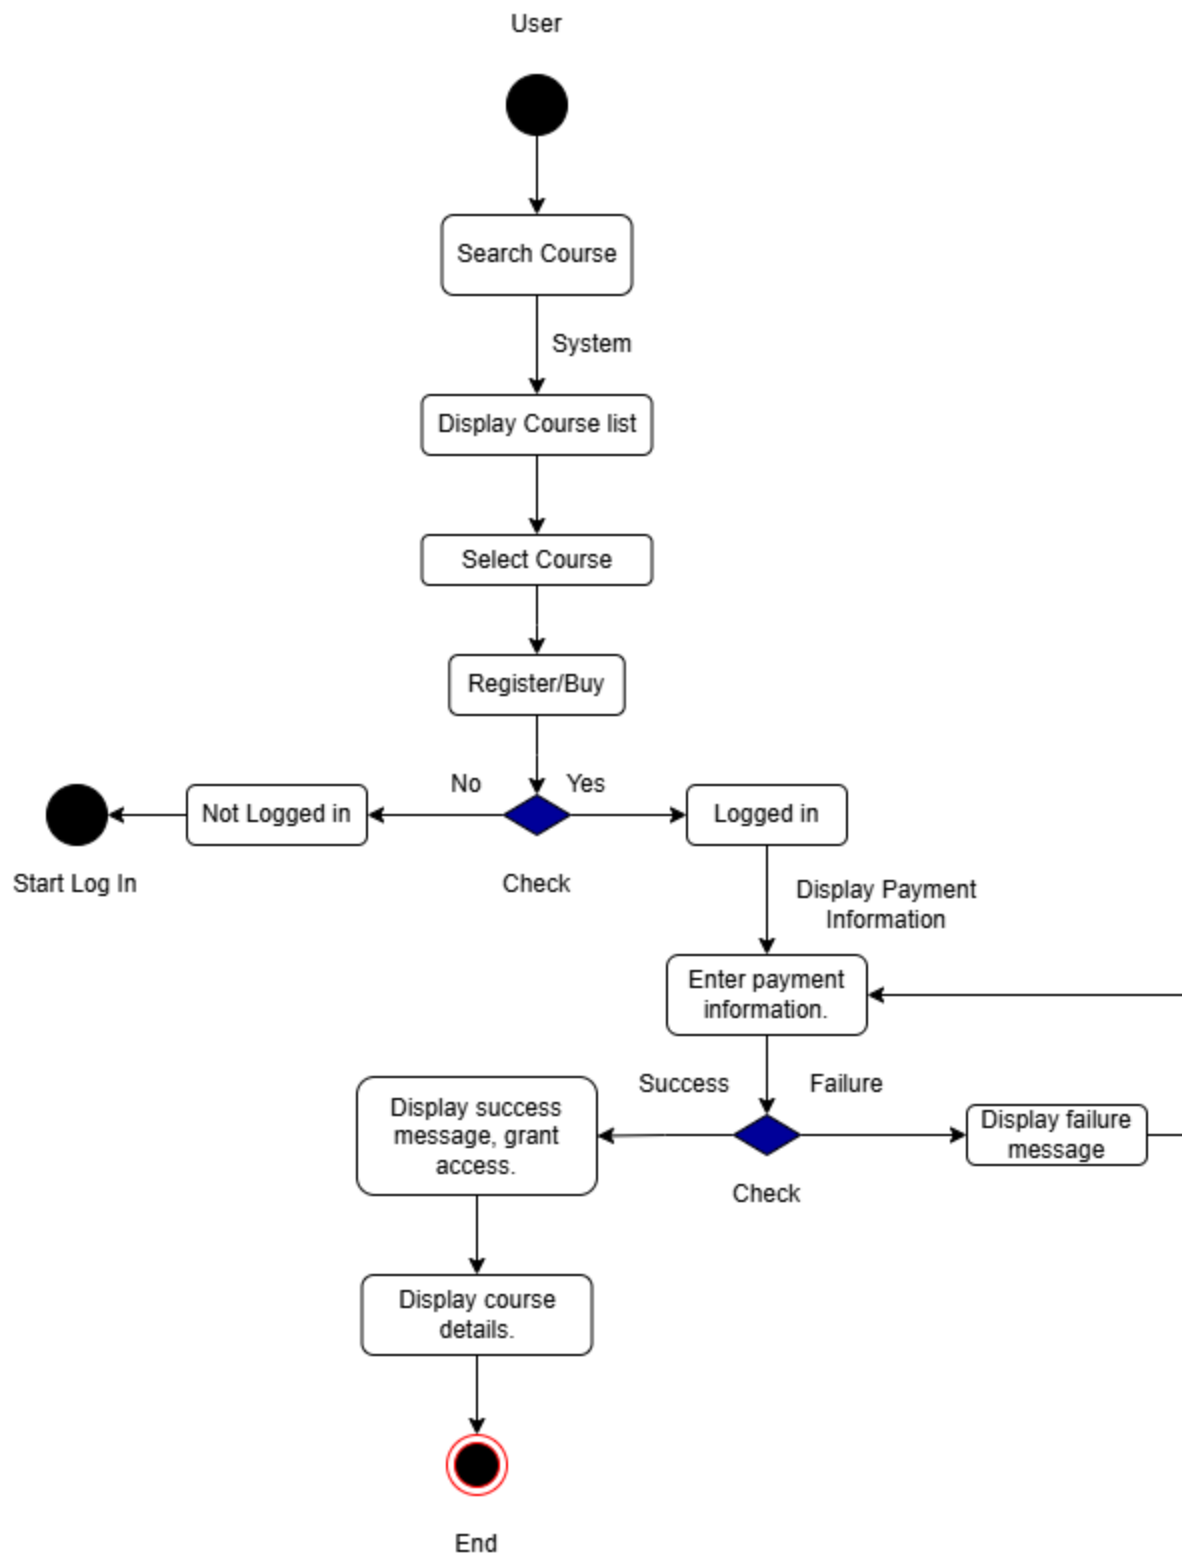 User
Search Course
System
Display Course list
Select Course
Register/Buy
No
Yes
Not Logged in
Logged in
Start Log In
Check
Display Payment
Information
Enter payment
information.
Success
Failure
Display success
message, grant
access.
Display failure
message
Check
Display course
details.
End